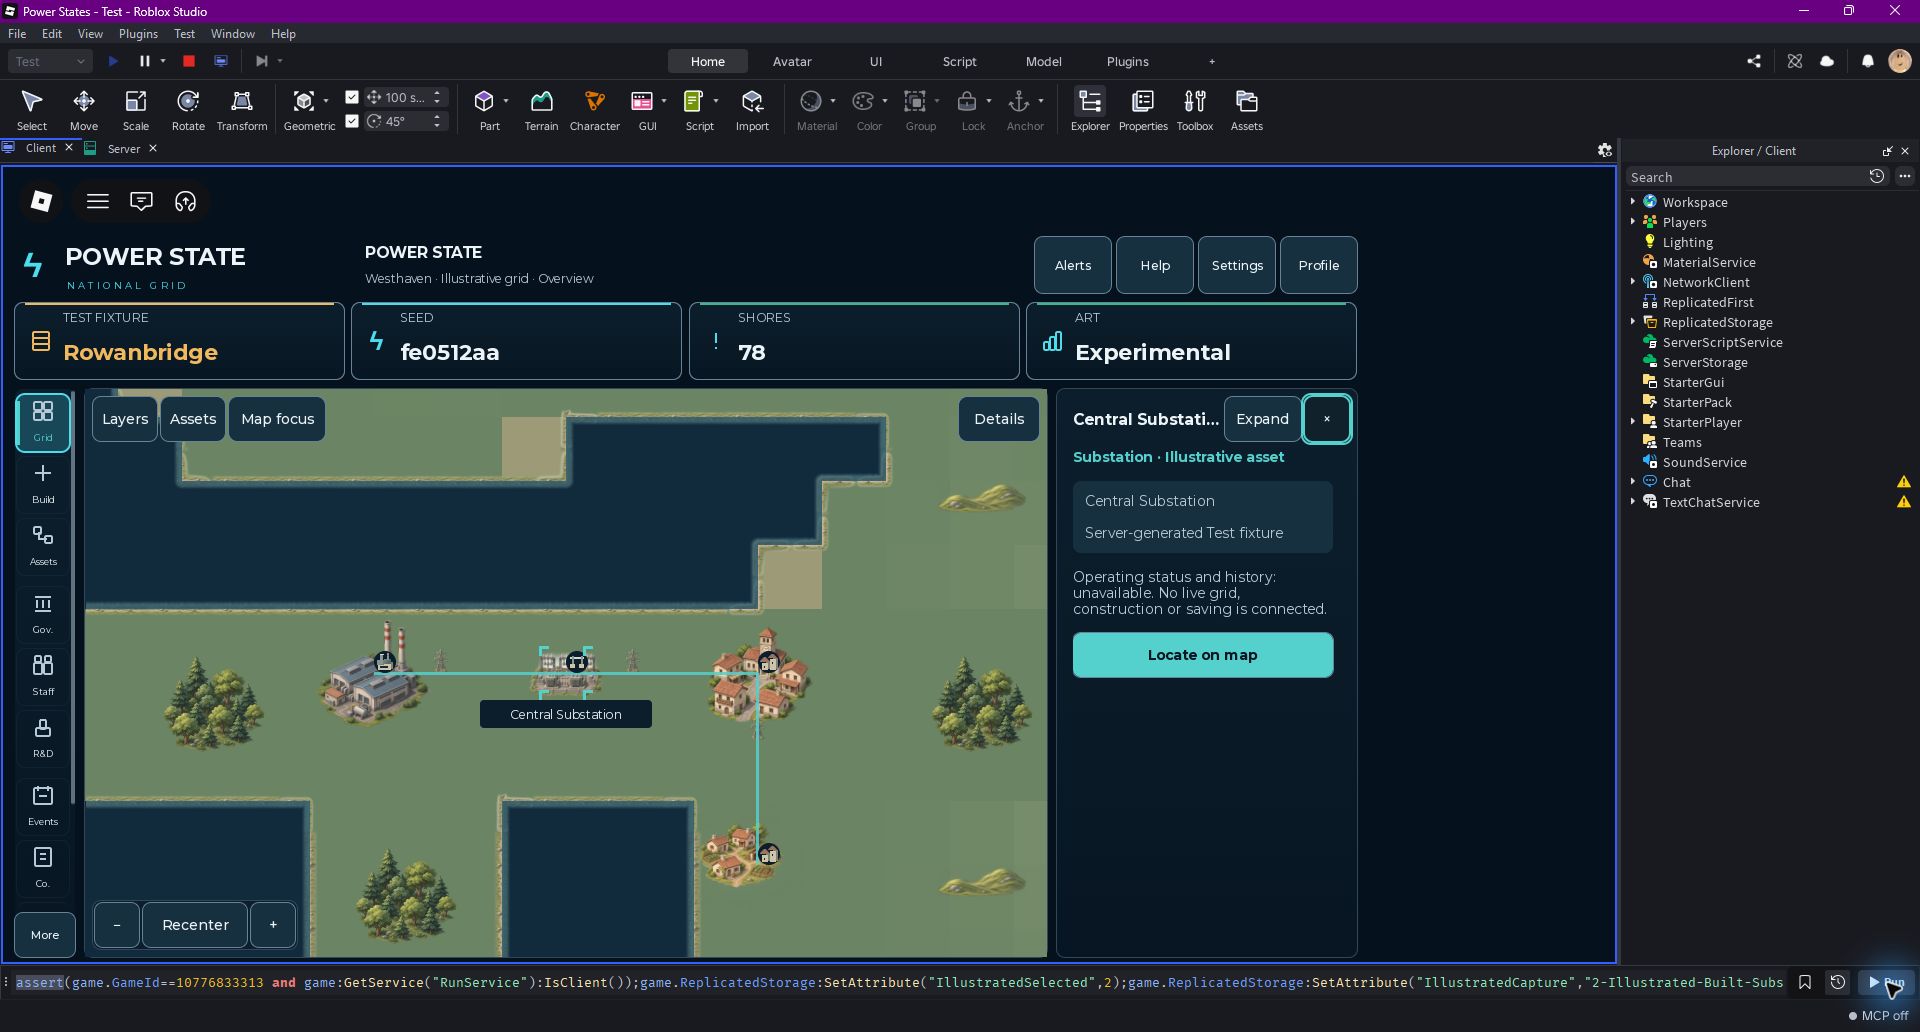 Power States - Test - Roblox Studio
File Edit View Plugins Test Window Help
Test
Home Avatar UI Script Model Plugins +
100 s...
45°
Select Move Scale Rotate Transform Geometric Part Terrain Character GUI Script Import Material Color Group Lock Anchor Explorer Properties Toolbox Assets
Client Server
Explorer / Client
Search
Workspace
Players
Lighting
MaterialService
NetworkClient
ReplicatedFirst
ReplicatedStorage
ServerScriptService
ServerStorage
StarterGui
StarterPack
StarterPlayer
Teams
SoundService
Chat
TextChatService
POWER STATE
NATIONAL GRID
POWER STATE
Westhaven · Illustrative grid · Overview
Alerts Help Settings Profile
TEST FIXTURE
Rowanbridge
SEED
fe0512aa
SHORES
78
ART
Experimental
Grid
Build
Assets
Gov.
Staff
R&D
Events
Co.
More
Layers Assets Map focus
Details
Central Substation
− Recenter +
Central Substati... Expand ×
Substation · Illustrative asset
Central Substation
Server-generated Test fixture
Operating status and history:
unavailable. No live grid,
construction or saving is connected.
Locate on map
assert(game.GameId==10776833313 and game:GetService("RunService"):IsClient());game.ReplicatedStorage:SetAttribute("IllustratedSelected",2);game.ReplicatedStorage:SetAttribute("IllustratedCapture","2-Illustrated-Built-Subs
Run
MCP off